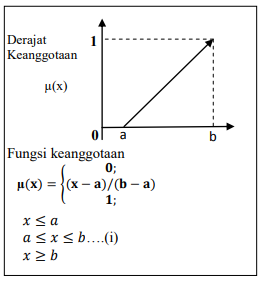 Derajat
Keanggotaan
1
μ(x)
0 a b
Fungsi keanggotaan
0;
μ(x) = {(x − a)/(b − a)
1;
x ≤ a
a ≤ x ≤ b….(i)
x ≥ b